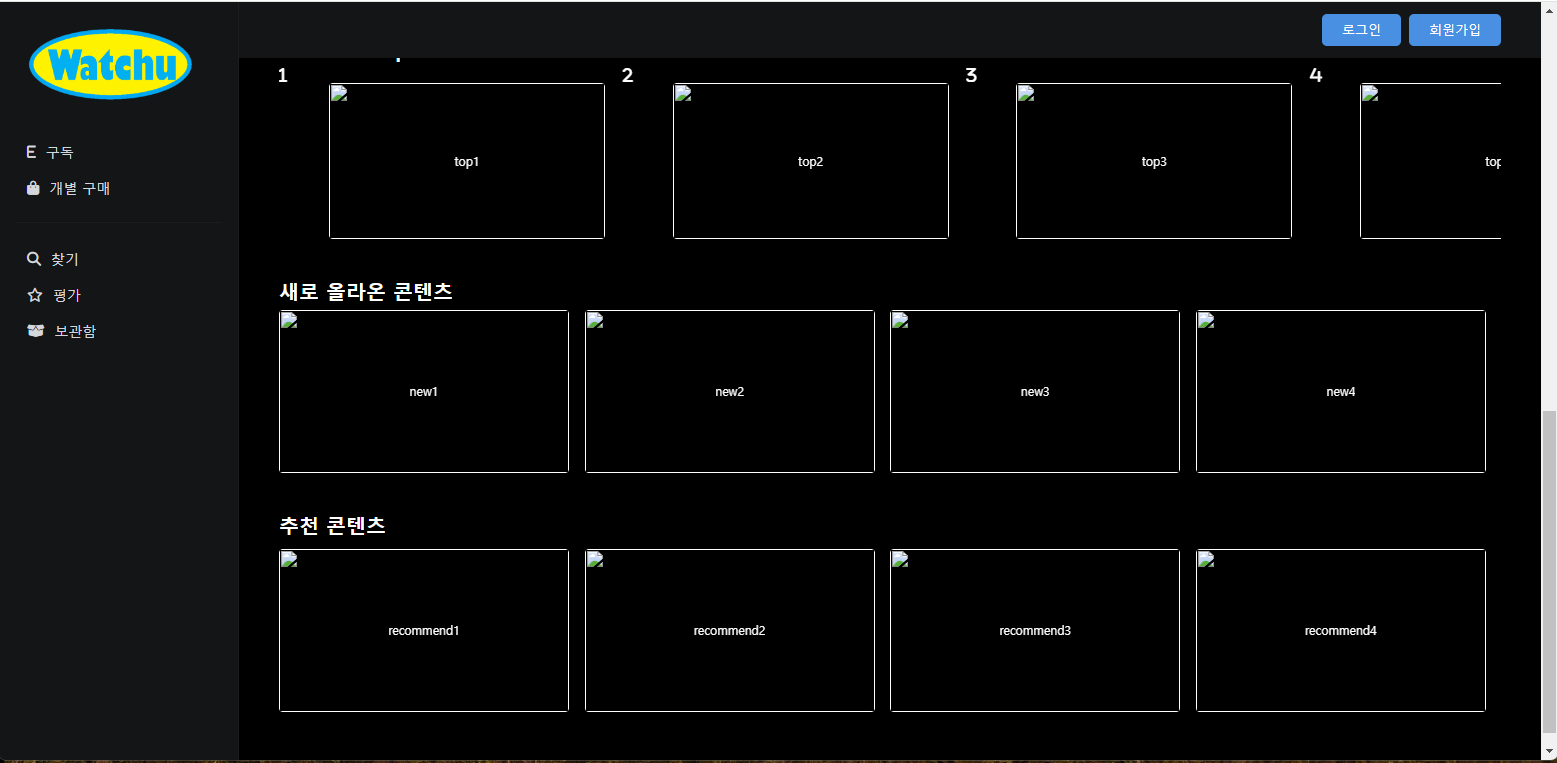 Watchu
로그인 회원가입
E 구독
개별 구매
찾기
평가
보관함
1 2 3 4
top1 top2 top3 top
새로 올라온 콘텐츠
new1 new2 new3 new4
추천 콘텐츠
recommend1 recommend2 recommend3 recommend4